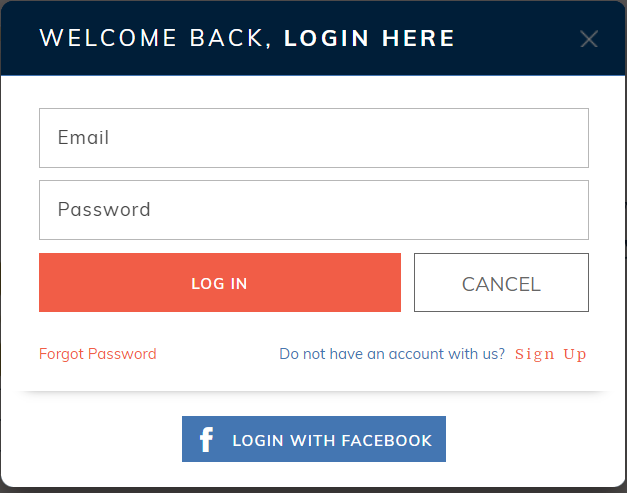 WELCOME BACK, LOGIN HERE
Email
Password
LOG IN CANCEL
Forgot Password Do not have an account with us? Sign Up
LOGIN WITH FACEBOOK